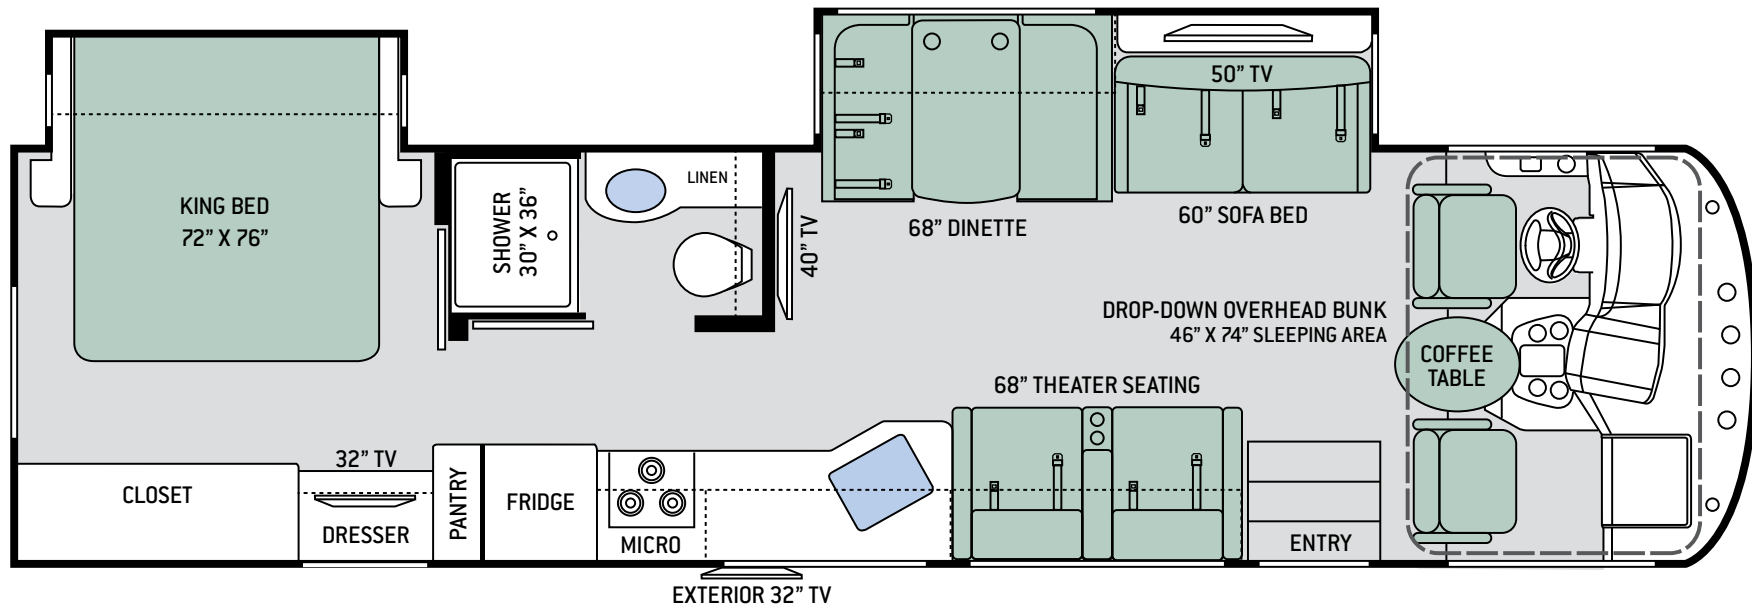 KING BED
72” X 76”
SHOWER
30” X 36”
LINEN
40” TV
68” DINETTE
50” TV
60” SOFA BED
DROP-DOWN OVERHEAD BUNK
46” X 74” SLEEPING AREA
COFFEE
TABLE
68” THEATER SEATING
CLOSET
32” TV
DRESSER
PANTRY
FRIDGE
MICRO
ENTRY
EXTERIOR 32” TV